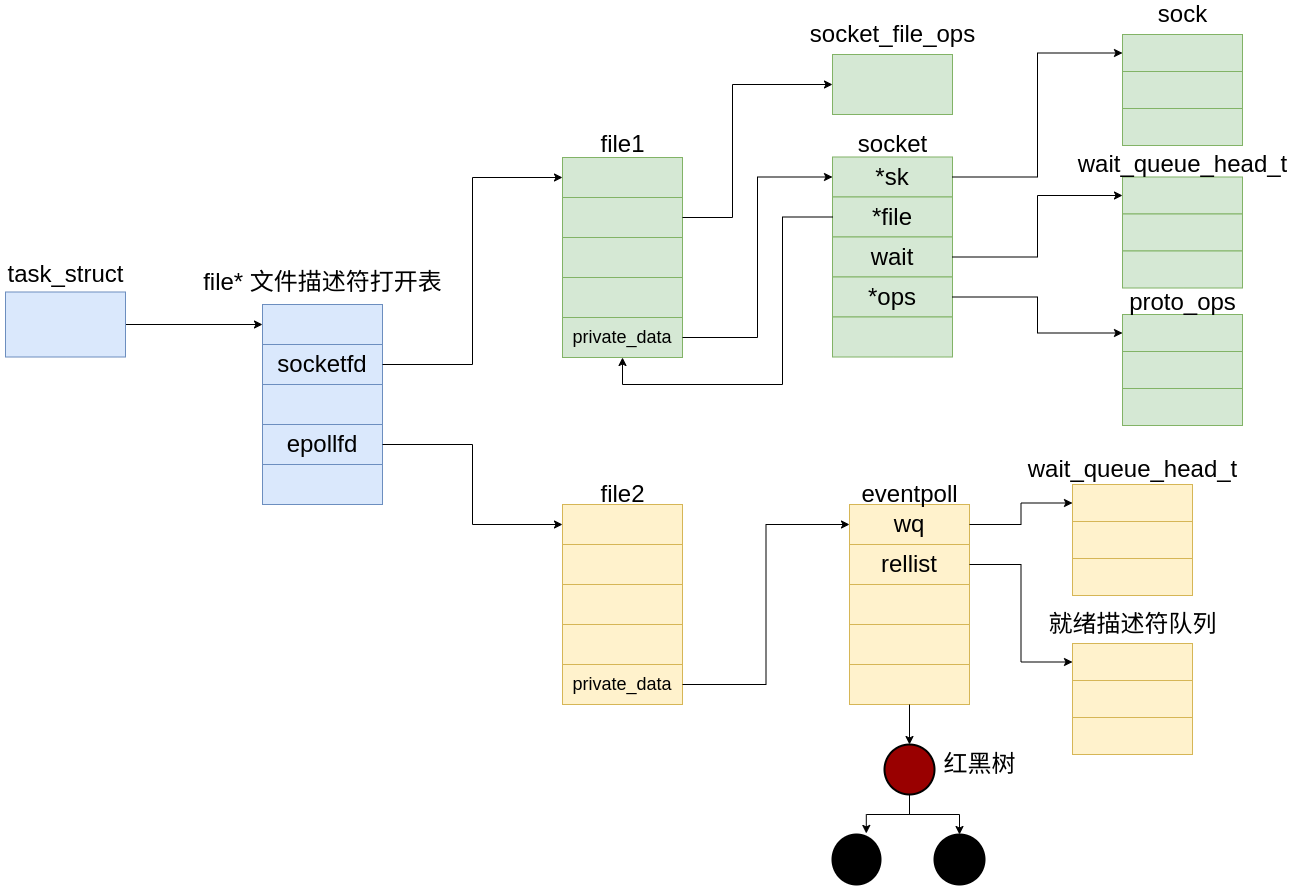 sock
socket_file_ops
file1
socket
*sk
wait_queue_head_t
*file
wait
task_struct
file* 文件描述符打开表
*ops
proto_ops
private_data
socketfd
epollfd
wait_queue_head_t
file2
eventpoll
wq
rellist
就绪描述符队列
private_data
红黑树